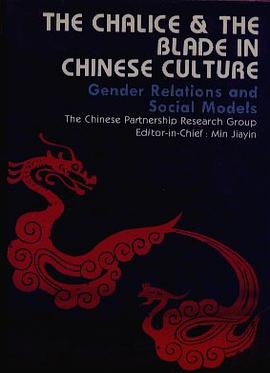 THE CHALICE & THE
BLADE IN
CHINESE CULTURE
Gender Relations and
Social Models
The Chinese Partnership Research Group
Editor-in-Chief : Min Jiayin